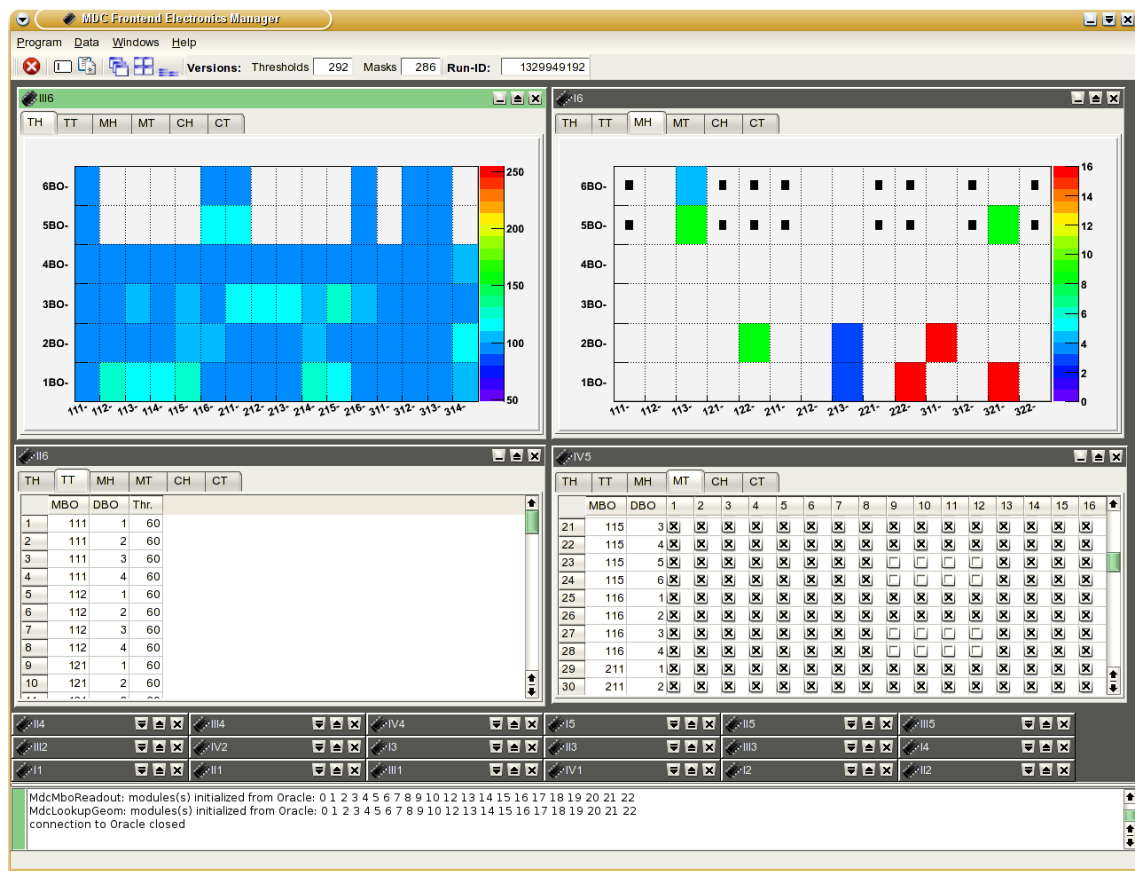 MDC Frontend Electronics Manager
Program Data Windows Help
Versions: Thresholds 292 Masks 286 Run-ID: 1329949192
III6
TH TT MH MT CH CT
6BO-
5BO-
4BO-
3BO-
2BO-
1BO-
111- 112- 113- 114- 115- 116- 211- 212- 213- 214- 215- 216- 311- 312- 313- 314-
250
200
150
100
50
I6
TH TT MH MT CH CT
6BO-
5BO-
4BO-
3BO-
2BO-
1BO-
111- 112- 113- 121- 122- 211- 212- 213- 221- 222- 311- 312- 321- 322-
16
14
12
10
8
6
4
2
0
II6
TH TT MH MT CH CT
MBO DBO Thr.
1 111 1 60
2 111 2 60
3 111 3 60
4 111 4 60
5 112 1 60
6 112 2 60
7 112 3 60
8 112 4 60
9 121 1 60
10 121 2 60
IV5
TH TT MH MT CH CT
MBO DBO 1 2 3 4 5 6 7 8 9 10 11 12 13 14 15 16
21 115 3
22 115 4
23 115 5
24 115 6
25 116 1
26 116 2
27 116 3
28 116 4
29 211 1
30 211 2
II4 III4 IV4 I5 II5 III5
III2 IV2 I3 II3 III3 I4
I1 II1 III1 IV1 I2 II2
MdcMboReadout: modules(s) initialized from Oracle: 0 1 2 3 4 5 6 7 8 9 10 11 12 13 14 15 16 17 18 19 20 21 22
MdcLookupGeom: modules(s) initialized from Oracle: 0 1 2 3 4 5 6 7 8 9 10 11 12 13 14 15 16 17 18 19 20 21 22
connection to Oracle closed